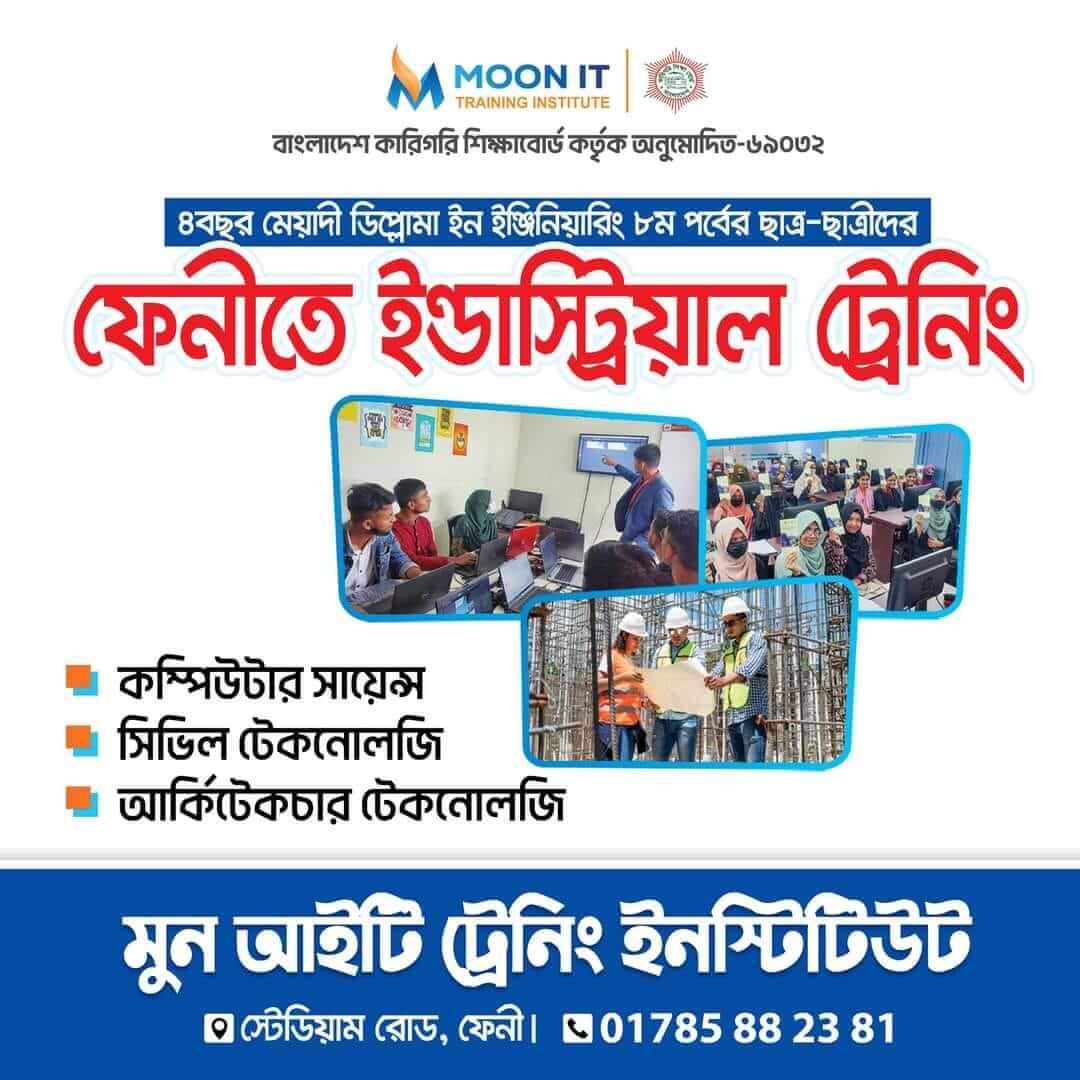 MOON IT
TRAINING INSTITUTE
বাংলাদেশ কারিগরি শিক্ষাবোর্ড কর্তৃক অনুমোদিত-৬৯০৩২
৪বছর মেয়াদী ডিপ্লোমা ইন ইঞ্জিনিয়ারিং ৮ম পর্বের ছাত্র-ছাত্রীদের
ফেনীতে ইণ্ডাস্ট্রিয়াল ট্রেনিং
কম্পিউটার সায়েন্স
সিভিল টেকনোলজি
আর্কিটেকচার টেকনোলজি
মুন আইটি ট্রেনিং ইনস্টিটিউট
স্টেডিয়াম রোড, ফেনী। 01785 88 23 81